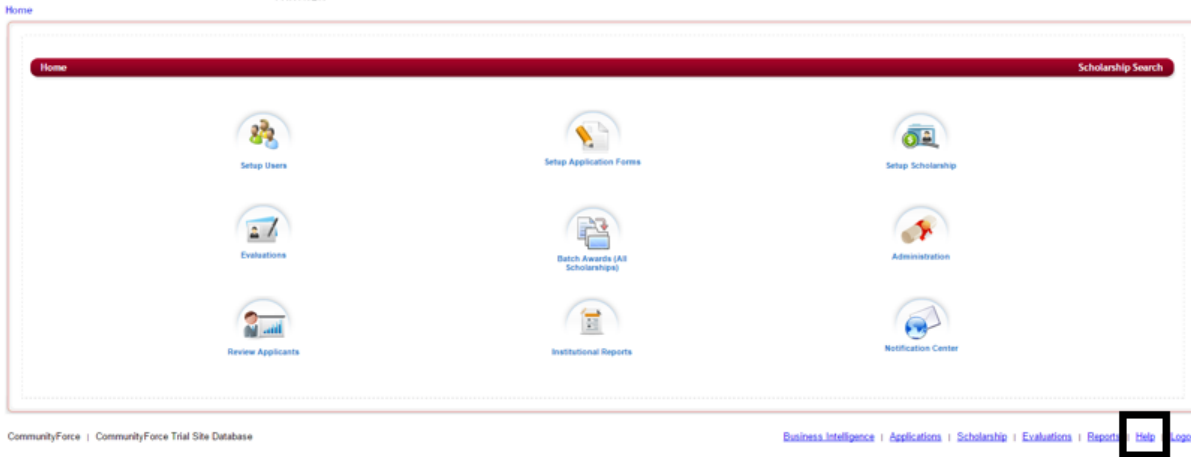 Home
Home Scholarship Search
Setup Users Setup Application Forms Setup Scholarship
Evaluations Batch Awards (All Administration
Scholarships)
Review Applicants Institutional Reports Notification Center
CommunityForce | CommunityForce Trial Site Database Business Intelligence | Applications | Scholarship | Evaluations | Reports | Help | Logo